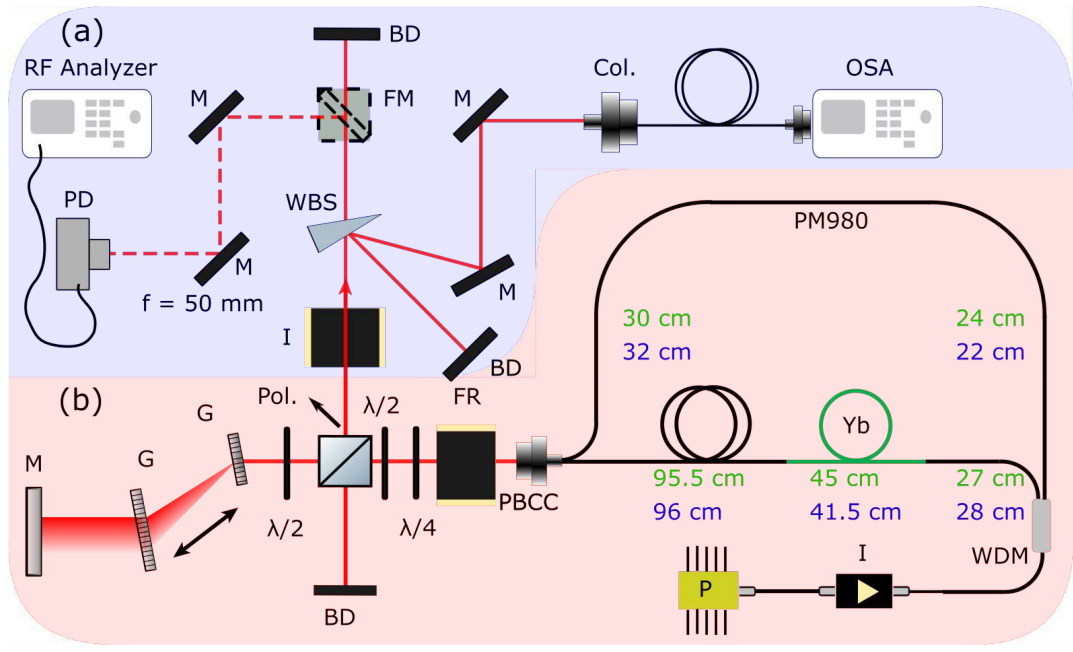 (a)
RF Analyzer
BD
M
FM
M
Col.
OSA
PD
WBS
M
M
f = 50 mm
I
BD
FR
PM980
30 cm
32 cm
24 cm
22 cm
(b)
Pol.
λ/2
G
G
M
Yb
PBCC
95.5 cm
96 cm
45 cm
41.5 cm
27 cm
28 cm
λ/2
λ/4
WDM
BD
P
I